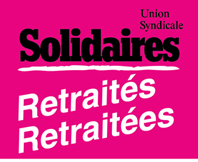 Union
Syndicale
Solidaires
Retraités
Retraitées